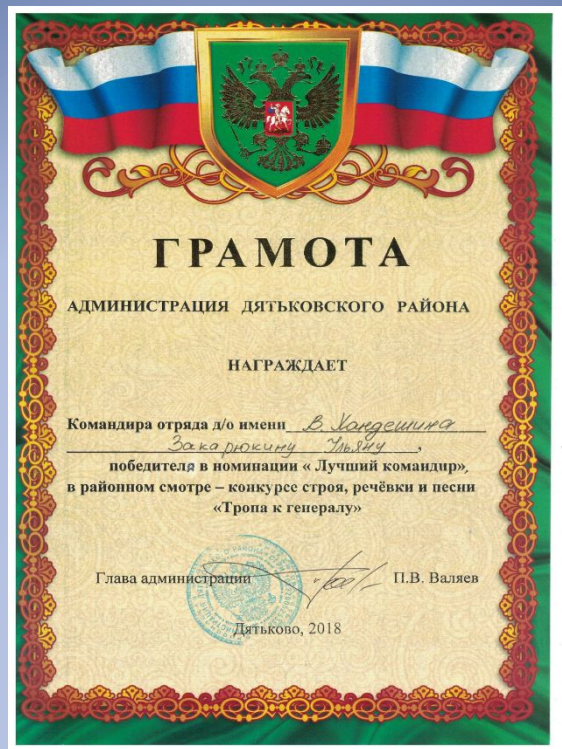 ГРАМОТА
АДМИНИСТРАЦИЯ ДЯТЬКОВСКОГО РАЙОНА
НАГРАЖДАЕТ
Командира отряда д/о имени В. Хандешина
Закарюкину Ульяну ,
победителя в номинации « Лучший командир»,
в районном смотре – конкурсе строя, речёвки и песни
«Тропа к генералу»
Глава администрации П.В. Валяев
Дятьково, 2018